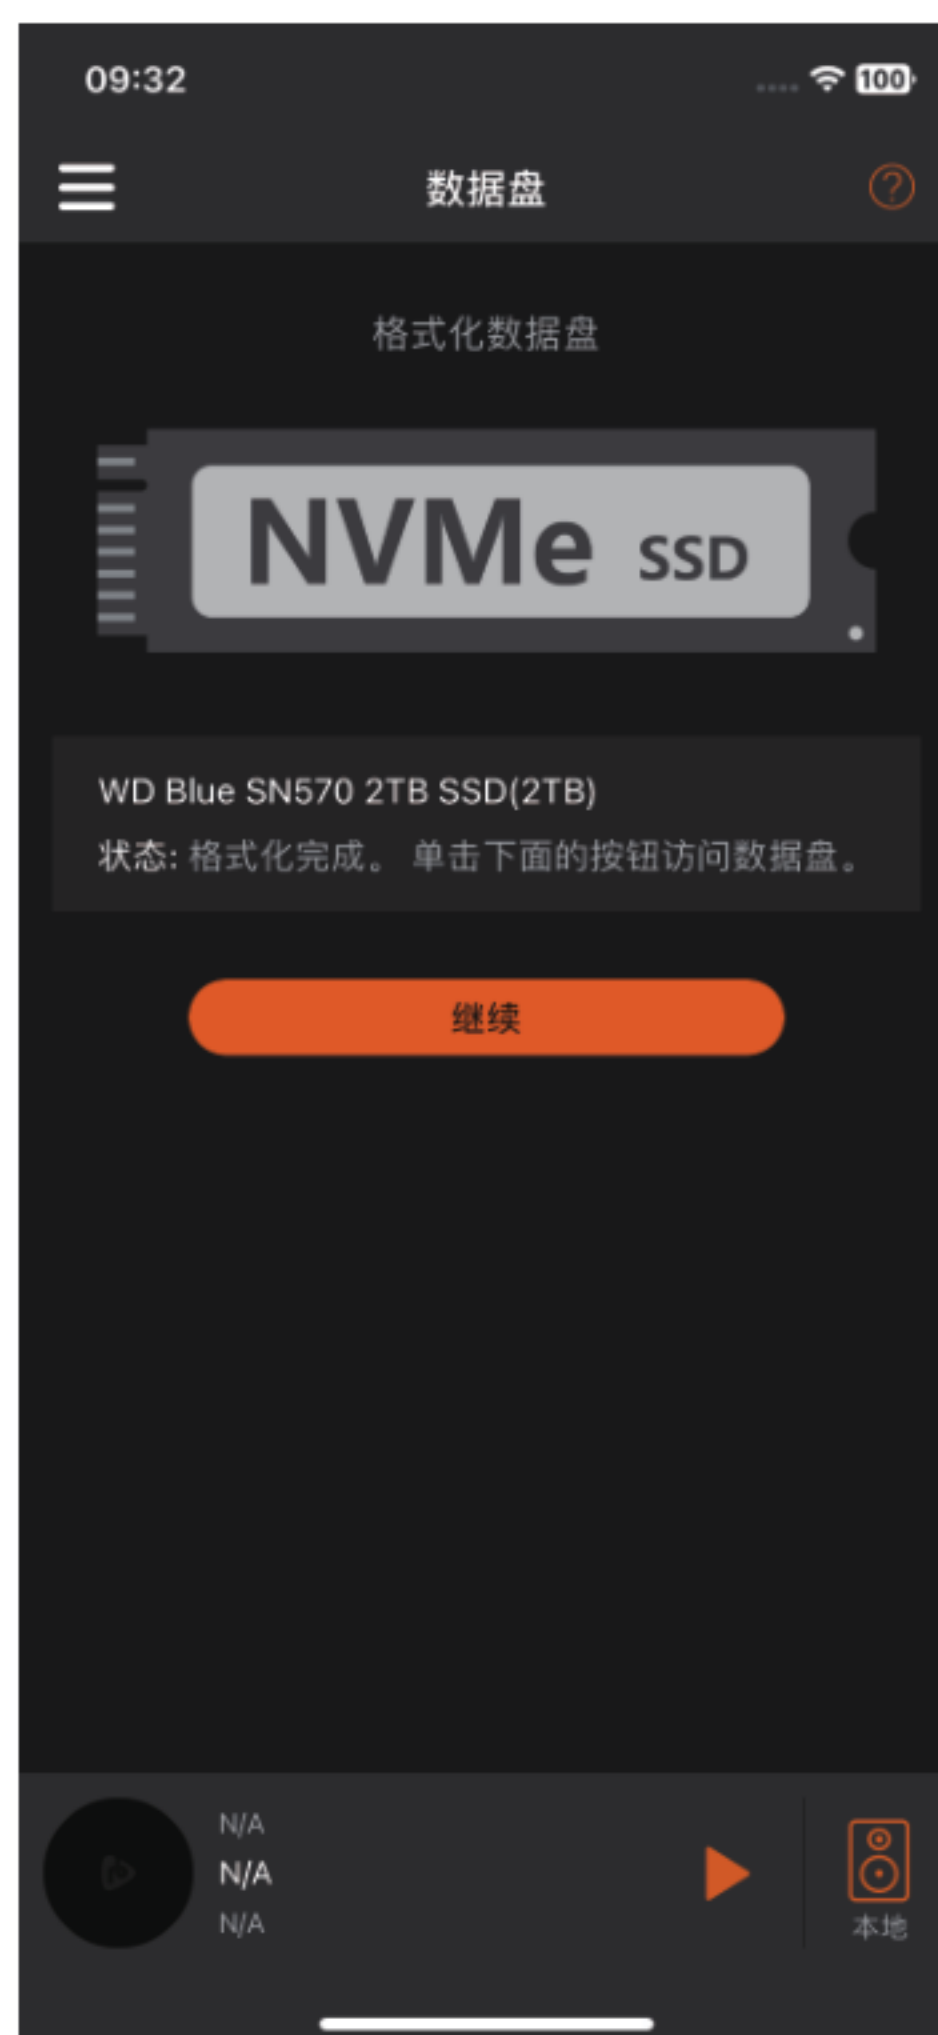 09:32
100
数据盘
?
格式化数据盘
NVMe SSD
WD Blue SN570 2TB SSD(2TB)
状态: 格式化完成。 单击下面的按钮访问数据盘。
继续
N/A
N/A
N/A
本地